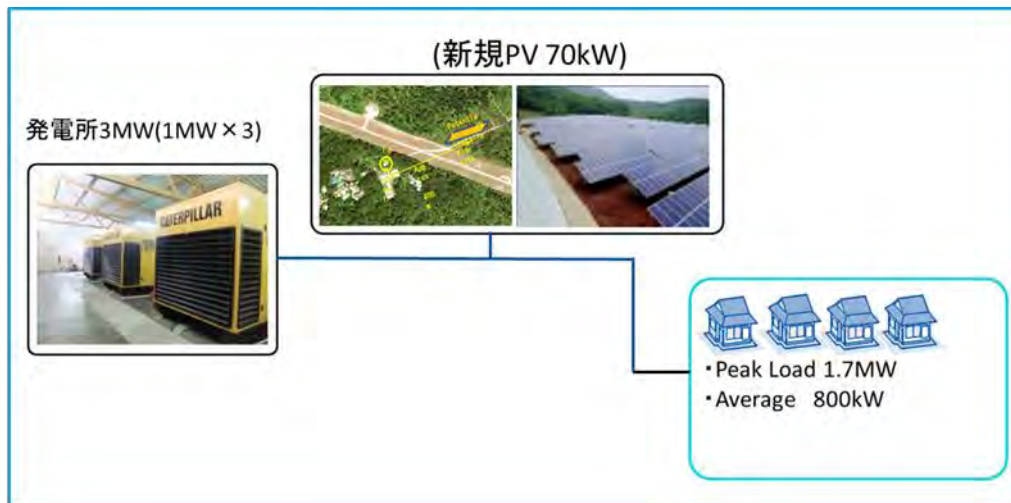 (新規PV 70kW)
発電所3MW(1MW×3)
CATERPILLAR
・Peak Load 1.7MW
・Average 800kW